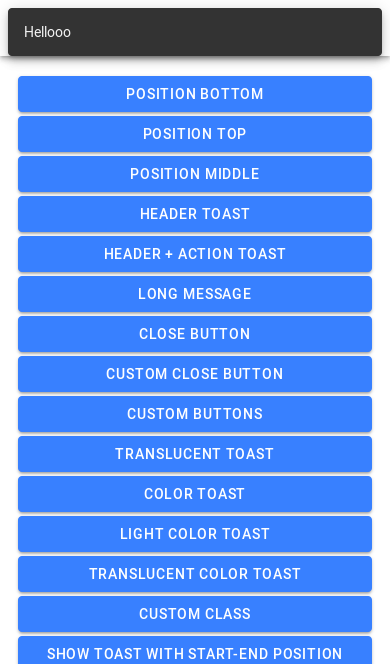 Hellooo
POSITION BOTTOM
POSITION TOP
POSITION MIDDLE
HEADER TOAST
HEADER + ACTION TOAST
LONG MESSAGE
CLOSE BUTTON
CUSTOM CLOSE BUTTON
CUSTOM BUTTONS
TRANSLUCENT TOAST
COLOR TOAST
LIGHT COLOR TOAST
TRANSLUCENT COLOR TOAST
CUSTOM CLASS
SHOW TOAST WITH START-END POSITION